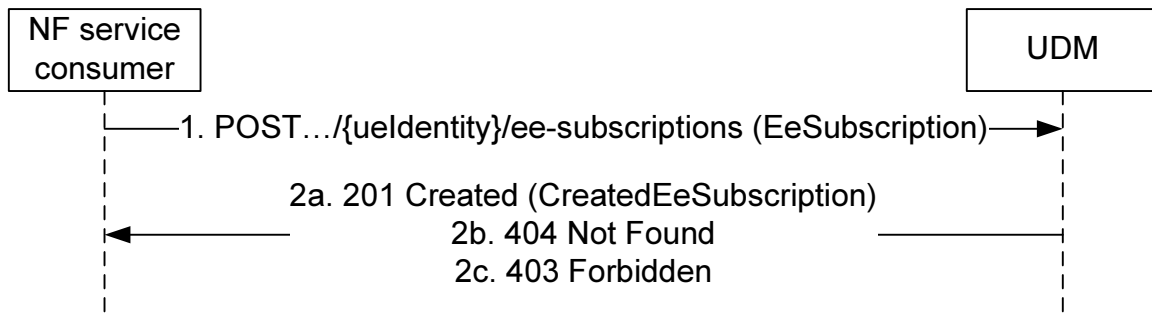 NF service
consumer
UDM
1. POST…/{ueIdentity}/ee-subscriptions (EeSubscription)
2a. 201 Created (CreatedEeSubscription)
2b. 404 Not Found
2c. 403 Forbidden